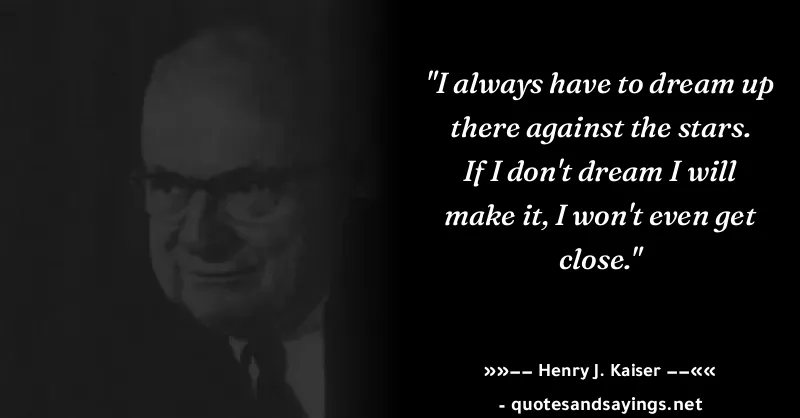 "I always have to dream up
there against the stars.
If I don't dream I will
make it, I won't even get
close."
»»−− Henry J. Kaiser −−««
- quotesandsayings.net